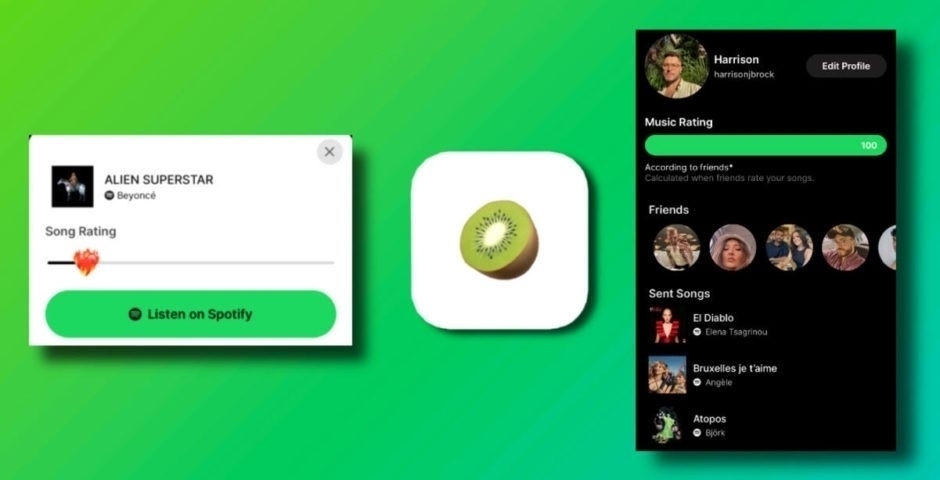 ALIEN SUPERSTAR
Beyoncé
Song Rating
Listen on Spotify
Harrison
harrisonjbrock
Edit Profile
Music Rating
100
According to friends*
Calculated when friends rate your songs.
Friends
Sent Songs
El Diablo
Elena Tsagrinou
Bruxelles je t'aime
Angèle
Atopos
Björk